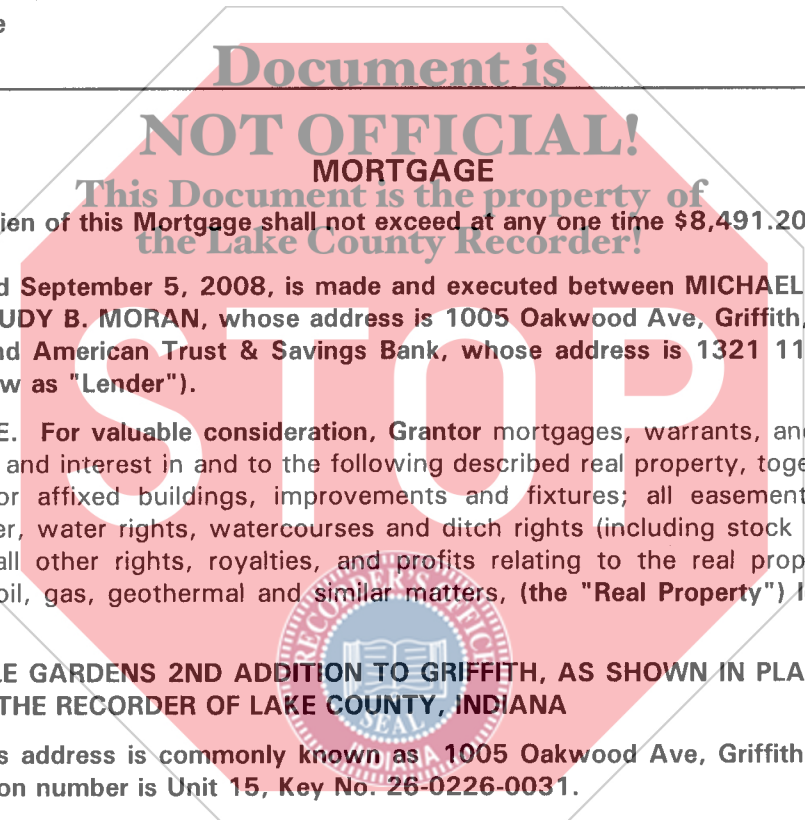 e
Document is
NOT OFFICIAL!
MORTGAGE
This Document is the property of
ien of this Mortgage shall not exceed at any one time $8,491.20
the Lake County Recorder!
d September 5, 2008, is made and executed between MICHAEL
UDY B. MORAN, whose address is 1005 Oakwood Ave, Griffith,
nd American Trust & Savings Bank, whose address is 1321 11
w as "Lender").
STOP
E. For valuable consideration, Grantor mortgages, warrants, and
and interest in and to the following described real property, toge
or affixed buildings, improvements and fixtures; all easement
er, water rights, watercourses and ditch rights (including stock
all other rights, royalties, and profits relating to the real prop
oil, gas, geothermal and similar matters, (the "Real Property") l
RECORDER'S OFFICE
SEAL
INDIANA
LE GARDENS 2ND ADDITION TO GRIFFITH, AS SHOWN IN PLA
THE RECORDER OF LAKE COUNTY, INDIANA
s address is commonly known as 1005 Oakwood Ave, Griffith
on number is Unit 15, Key No. 26-0226-0031.